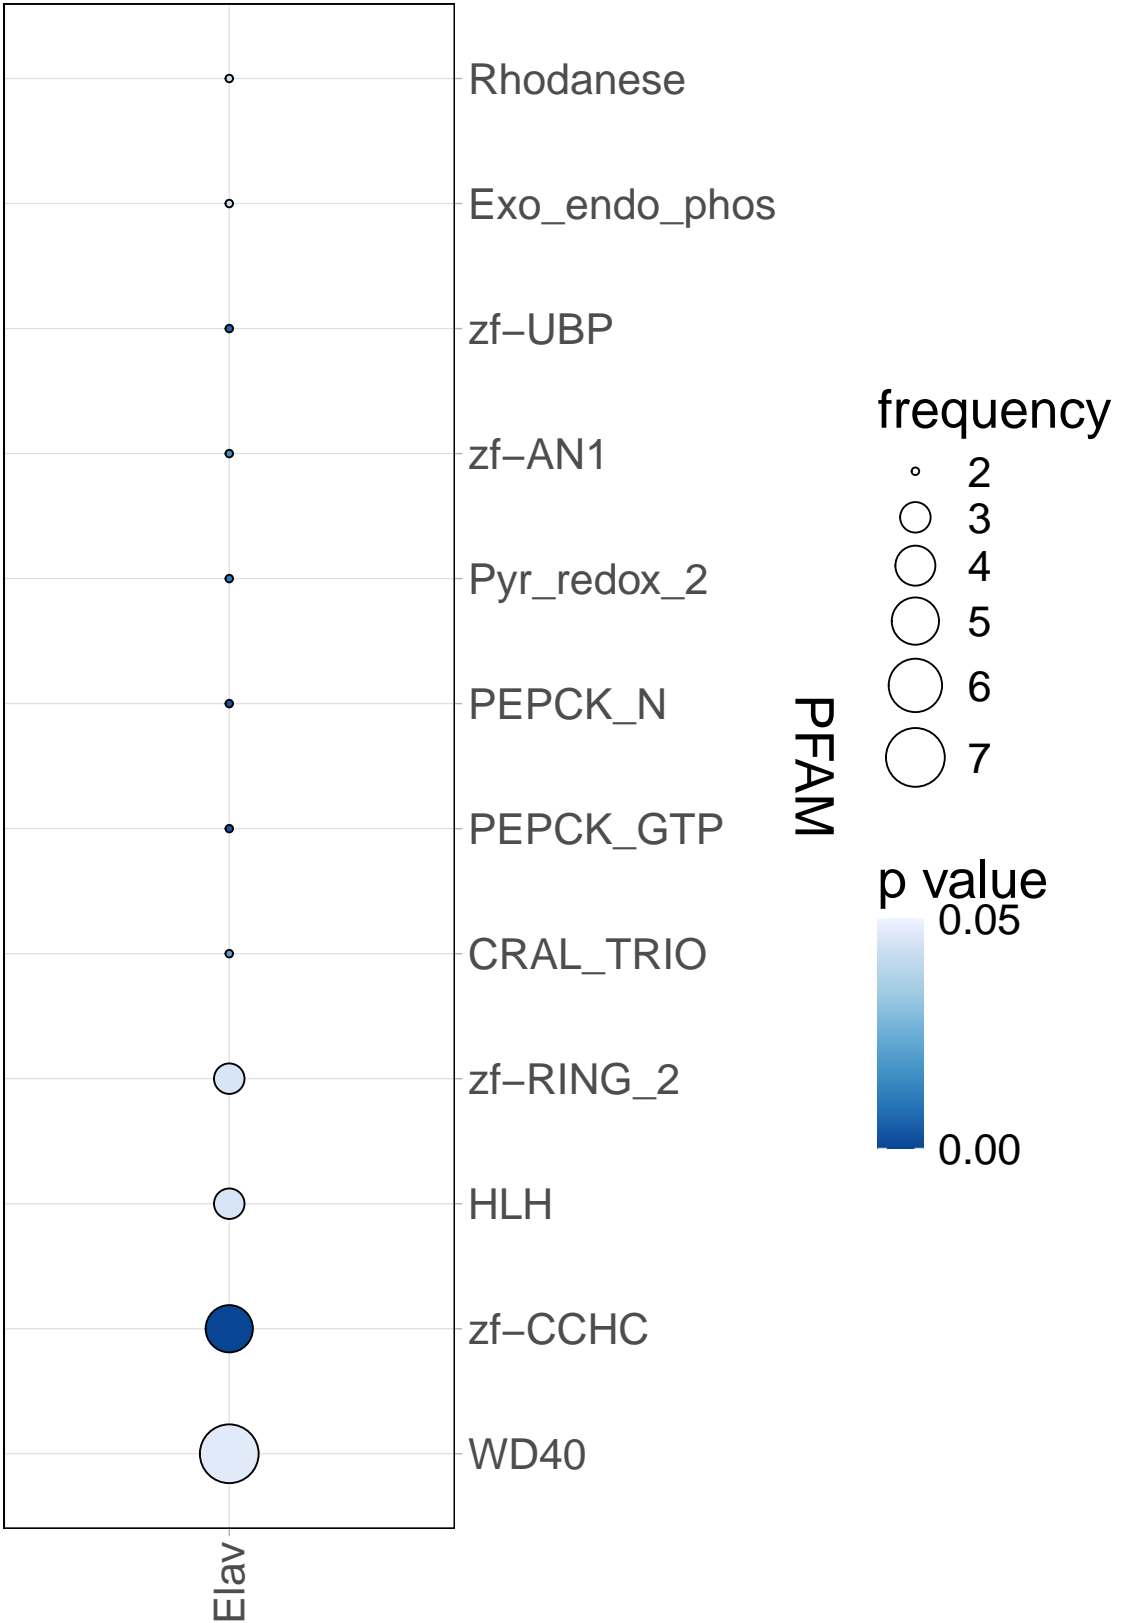 Rhodanese
Exo_endo_phos
zf−UBP
zf−AN1
Pyr_redox_2
PEPCK_N
PEPCK_GTP
CRAL_TRIO
zf−RING_2
HLH
zf−CCHC
WD40
Elav
PFAM
frequency
2
3
4
5
6
7
p value
0.05
0.00